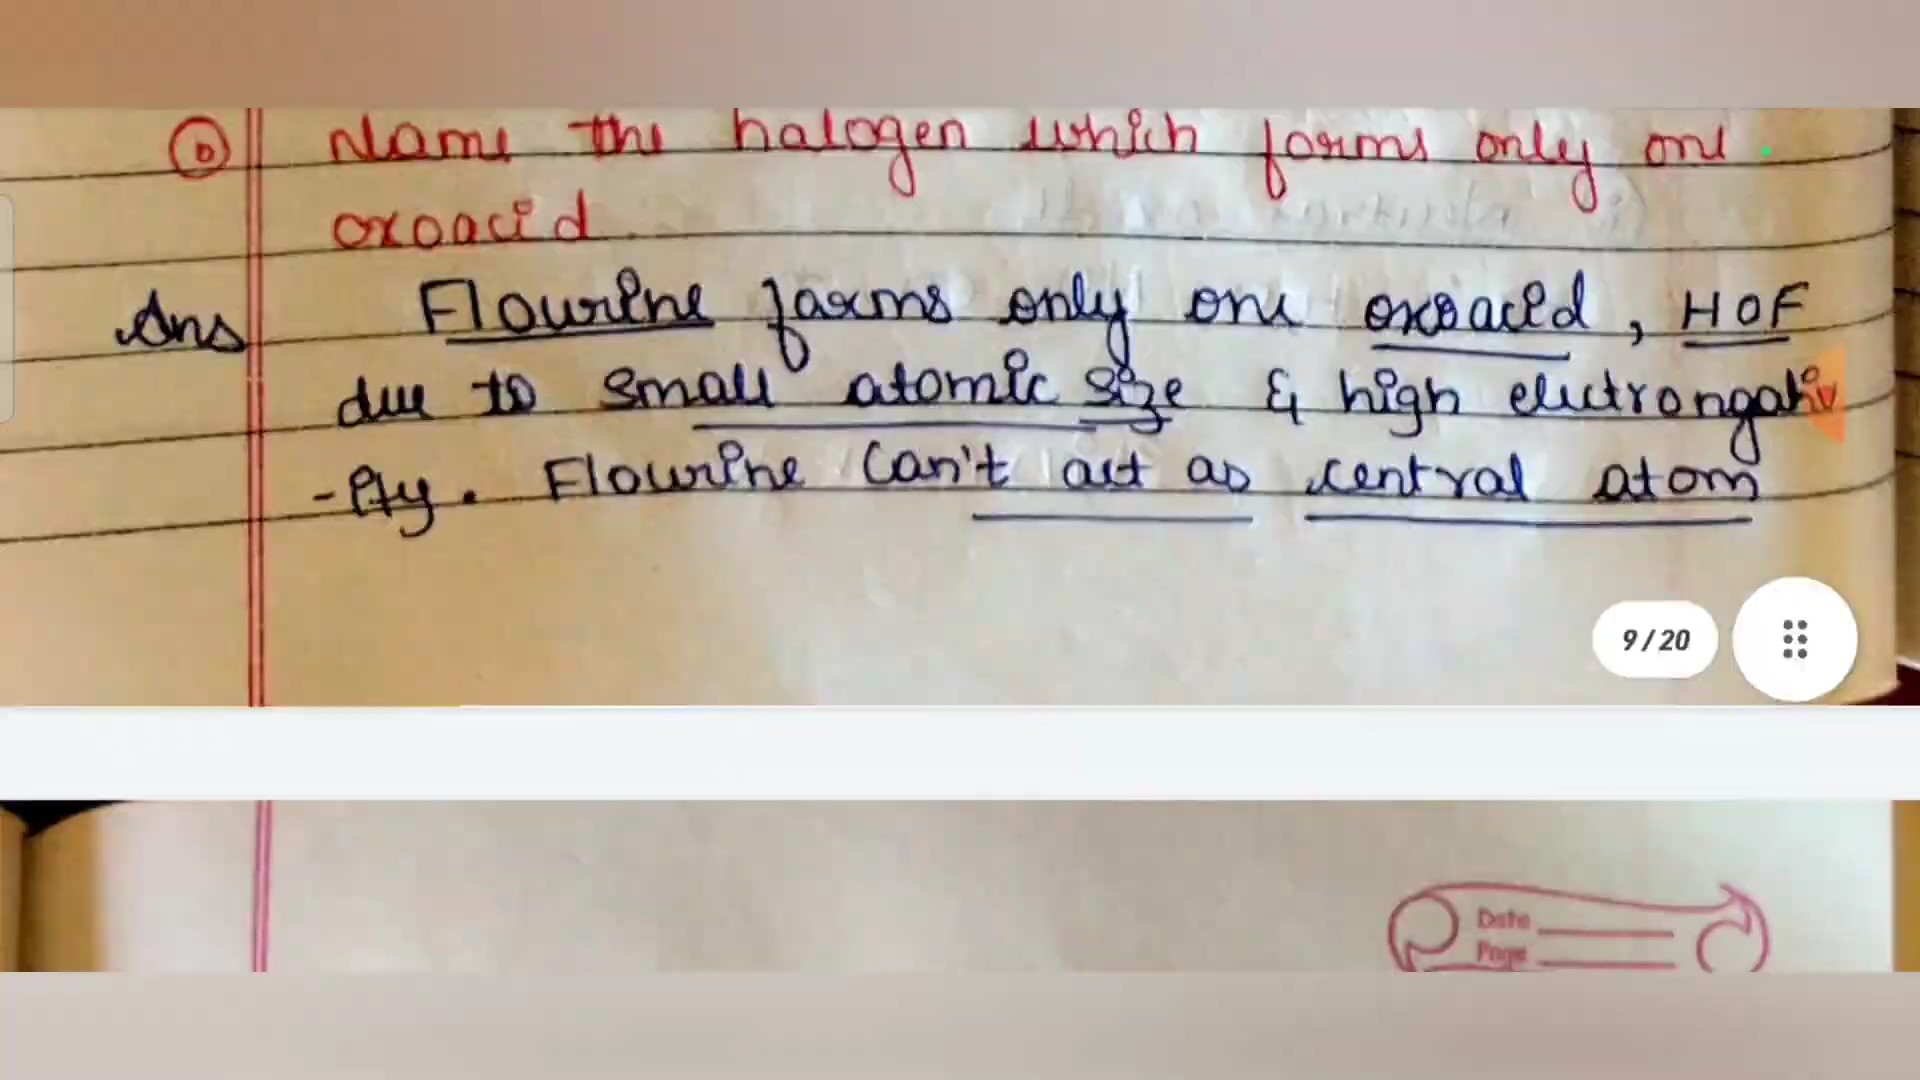 b Name the halogen which forms only one
oxoacid.
Ans Flourine forms only one oxoacid, HOF
due to small atomic size & high electrongativ
-ity. Flourine can't act as central atom
9/20
Date
Page